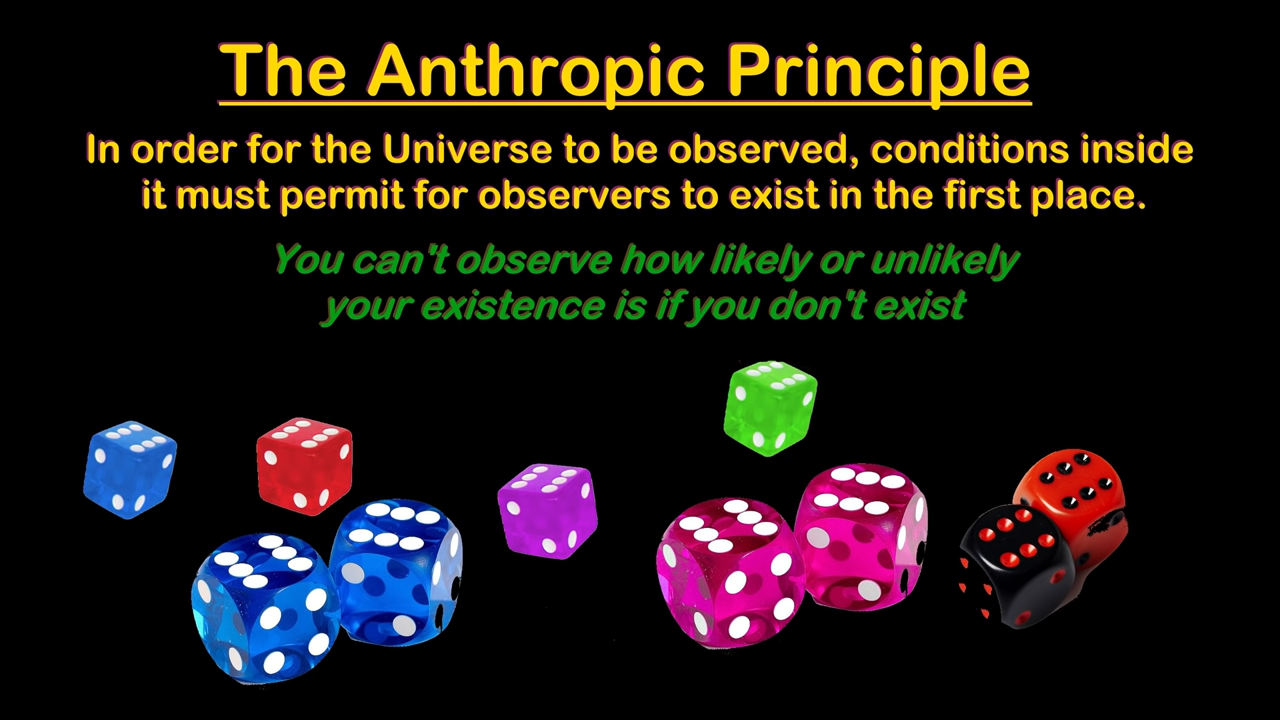 The Anthropic Principle
In order for the Universe to be observed, conditions inside
it must permit for observers to exist in the first place.
You can't observe how likely or unlikely
your existence is if you don't exist